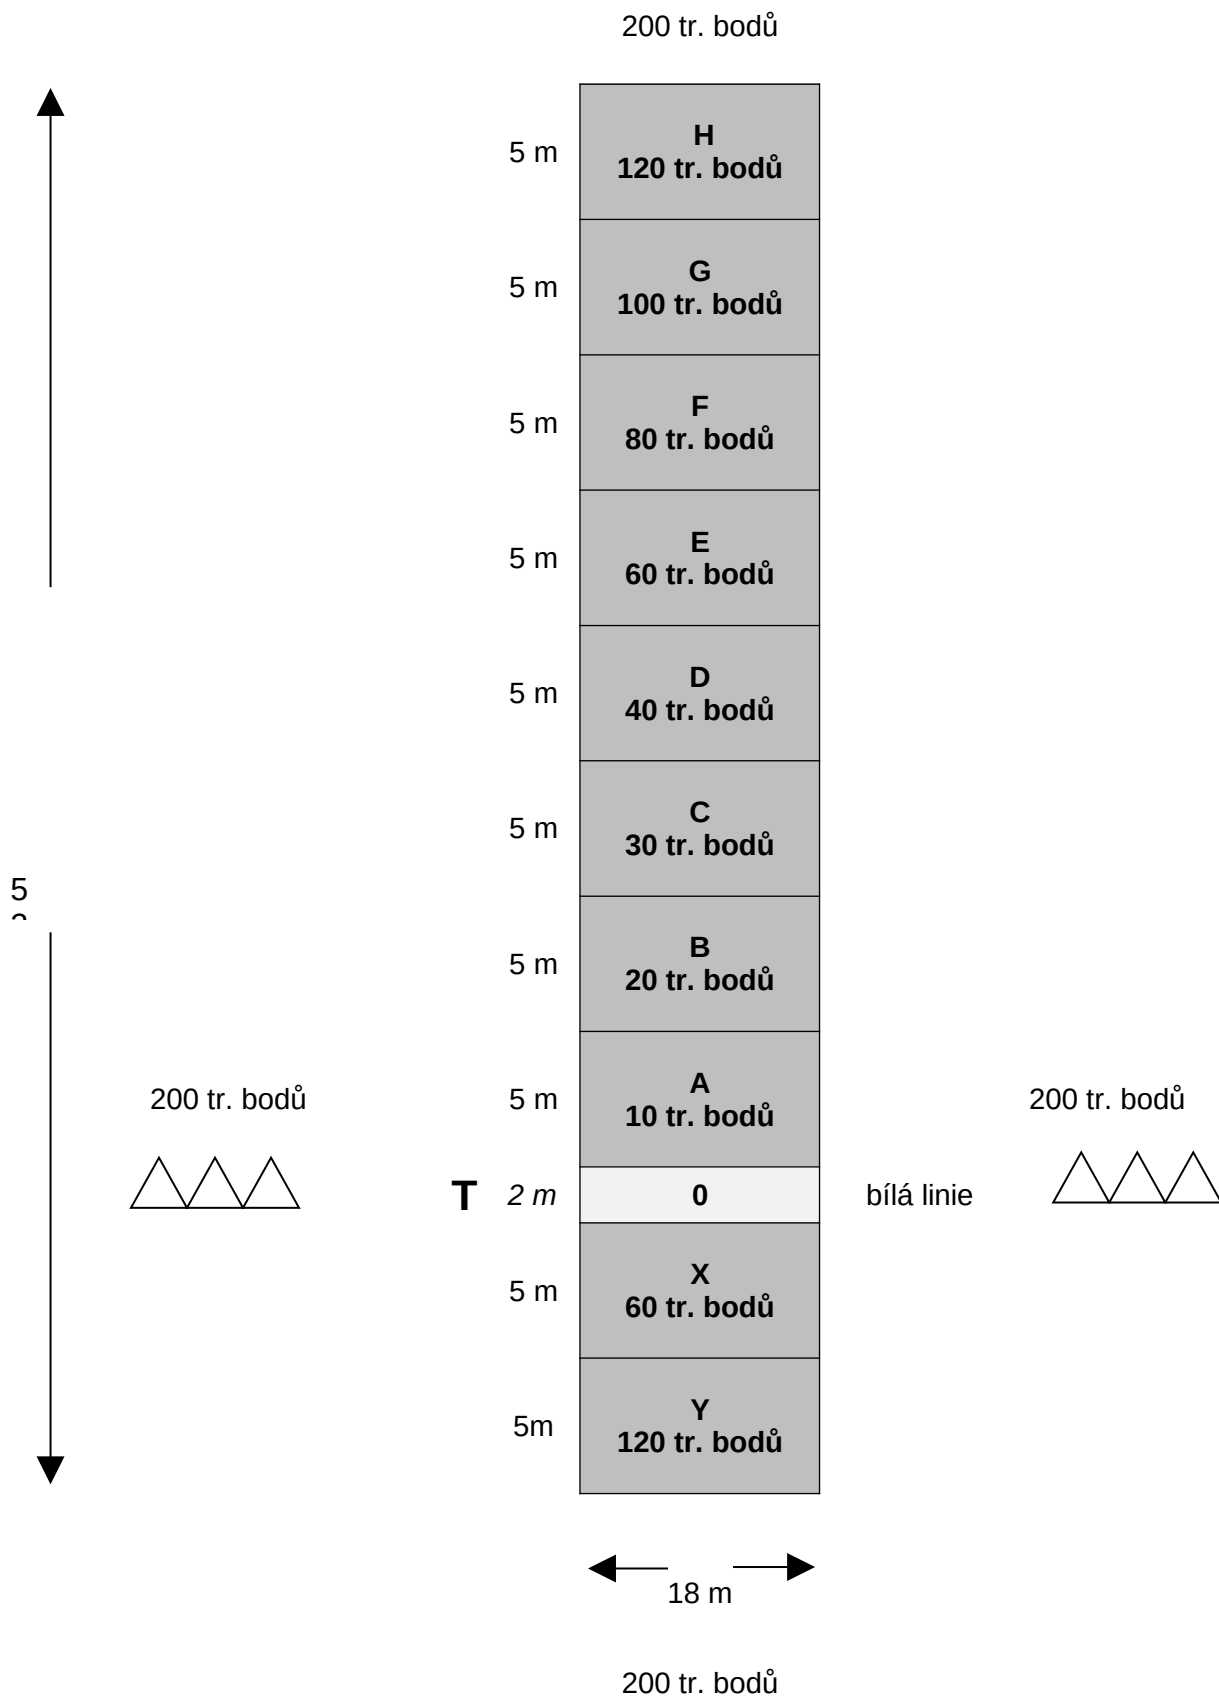 200 tr. bodů
5 m
H
120 tr. bodů
5 m
G
100 tr. bodů
5 m
F
80 tr. bodů
5 m
E
60 tr. bodů
5 m
D
40 tr. bodů
5 m
C
30 tr. bodů
5
5 m
B
20 tr. bodů
200 tr. bodů
5 m
A
10 tr. bodů
200 tr. bodů
T
2 m
0
bílá linie
5 m
X
60 tr. bodů
5m
Y
120 tr. bodů
18 m
200 tr. bodů